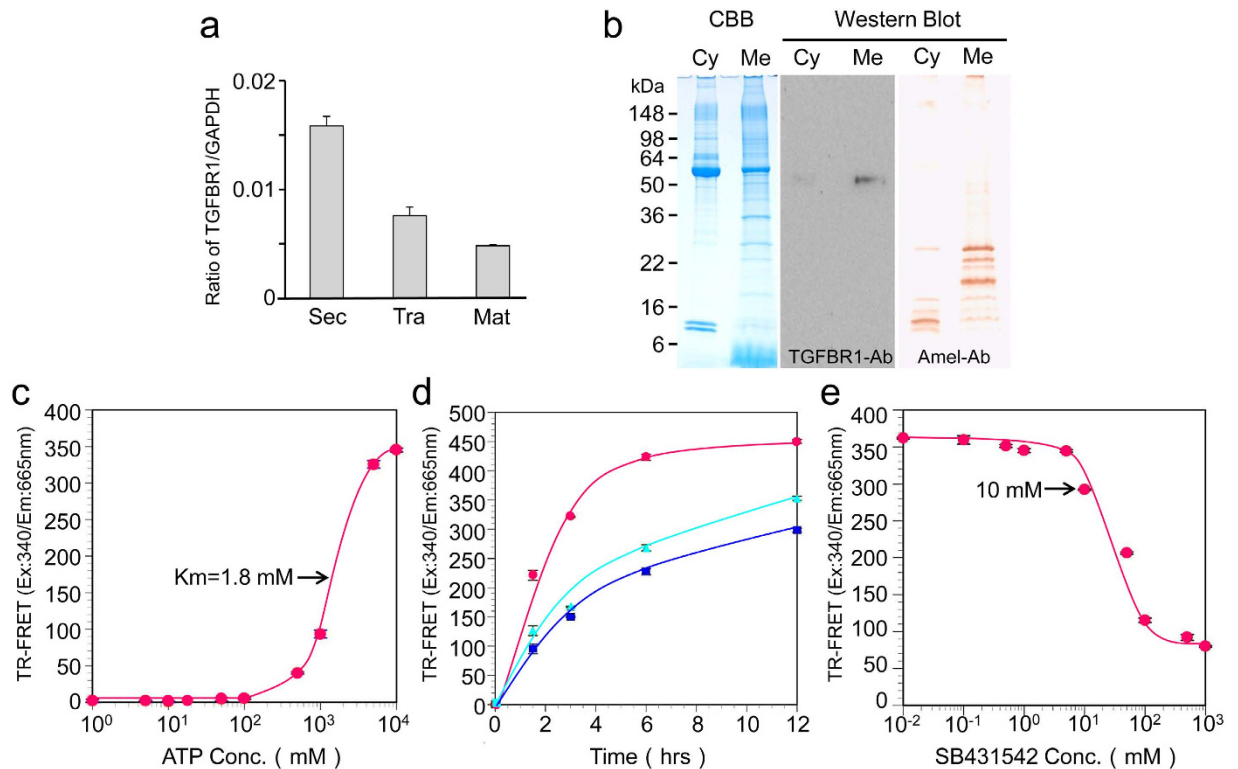 a
Ratio of TGFBR1/GAPDH
0.02
0.01
0
Sec Tra Mat
b
CBB Western Blot
Cy Me Cy Me Cy Me
kDa
148
98
64
50
36
22
16
6
TGFBR1-Ab Amel-Ab
c
TR-FRET (Ex:340/Em:665nm)
400
350
300
250
200
150
100
50
0
Km=1.8 mM
10⁰ 10¹ 10² 10³ 10⁴
ATP Conc. ( mM )
d
TR-FRET (Ex:340/Em:665nm)
500
450
400
350
300
250
200
150
100
50
0
0 2 4 6 8 10 12
Time ( hrs )
e
TR-FRET (Ex:340/Em:665nm)
400
350
300
250
200
150
100
50
0
10 mM
10⁻² 10⁻¹ 10⁰ 10¹ 10² 10³
SB431542 Conc. ( mM )